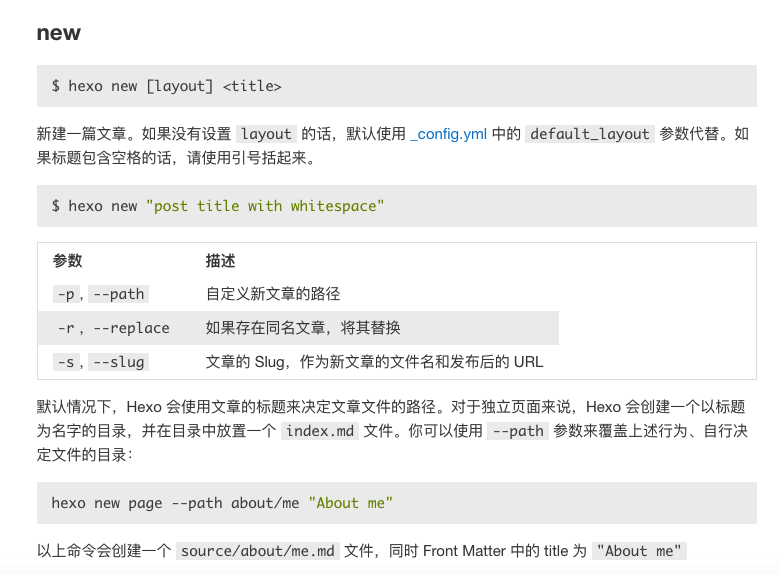 new
$ hexo new [layout] <title>
新建一篇文章。如果没有设置 layout 的话，默认使用 _config.yml 中的 default_layout 参数代替。如
果标题包含空格的话，请使用引号括起来。
$ hexo new "post title with whitespace"
参数 描述
-p , --path 自定义新文章的路径
-r , --replace 如果存在同名文章，将其替换
-s , --slug 文章的 Slug，作为新文章的文件名和发布后的 URL
默认情况下，Hexo 会使用文章的标题来决定文章文件的路径。对于独立页面来说，Hexo 会创建一个以标题
为名字的目录，并在目录中放置一个 index.md 文件。你可以使用 --path 参数来覆盖上述行为、自行决
定文件的目录：
hexo new page --path about/me "About me"
以上命令会创建一个 source/about/me.md 文件，同时 Front Matter 中的 title 为 "About me"